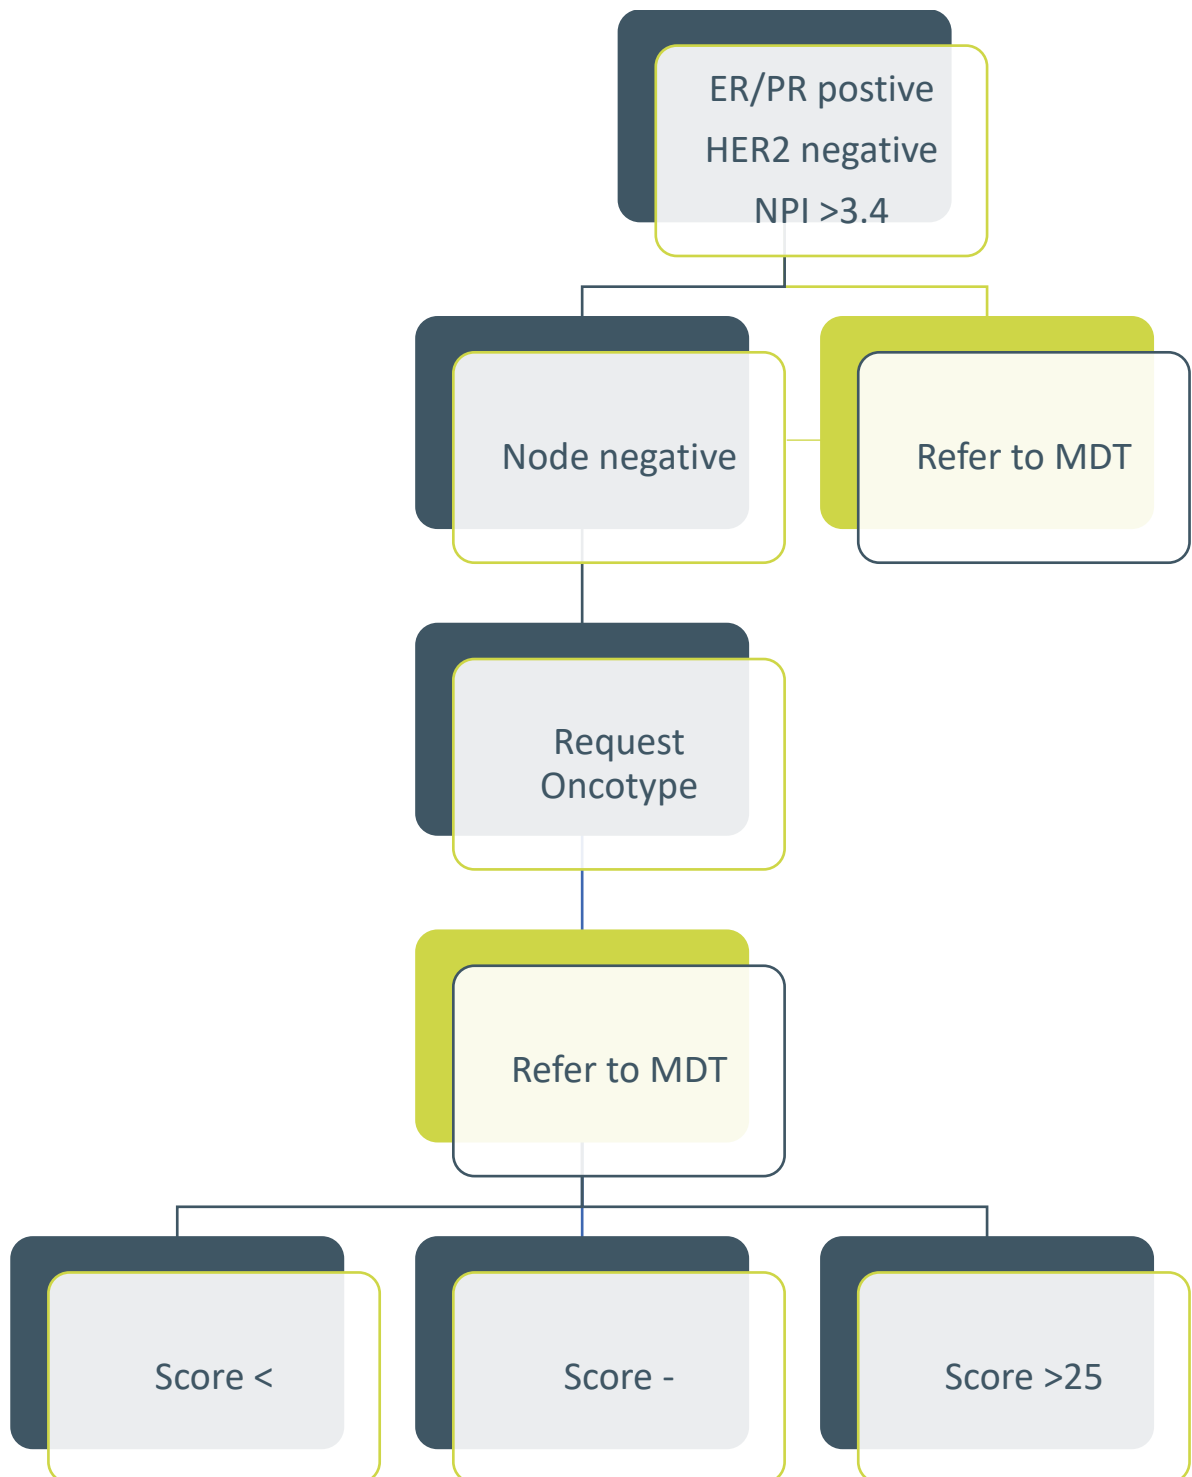 ER/PR postive
HER2 negative
NPI >3.4
Node negative
Refer to MDT
Request
Oncotype
Refer to MDT
Score <
Score -
Score >25